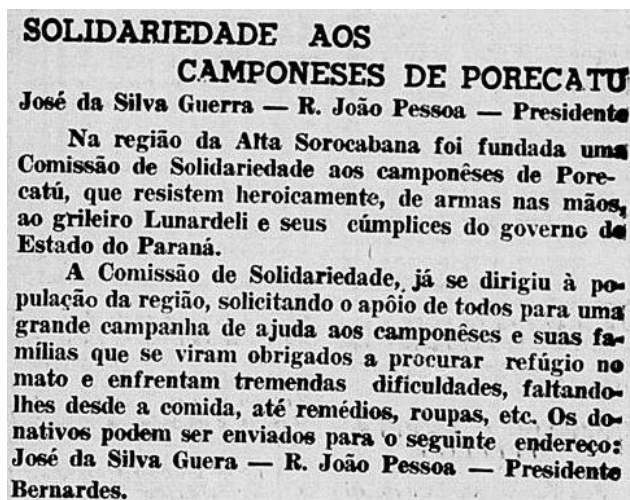 SOLIDARIEDADE AOS
CAMPONESES DE PORECATU
José da Silva Guerra — R. João Pessoa — Presidente
Na região da Alta Sorocabana foi fundada uma
Comissão de Solidariedade aos camponêses de Pore-
catú, que resistem heroicamente, de armas nas mãos,
ao grileiro Lunardeli e seus cúmplices do governo do
Estado do Paraná.
A Comissão de Solidariedade, já se dirigiu à po-
pulação da região, solicitando o apôio de todos para uma
grande campanha de ajuda aos camponêses e suas fa-
mílias que se viram obrigados a procurar refúgio no
mato e enfrentam tremendas dificuldades, faltando-
lhes desde a comida, até remédios, roupas, etc. Os do-
nativos podem ser enviados para o seguinte endereço:
José da Silva Guera — R. João Pessoa — Presidente
Bernardes.